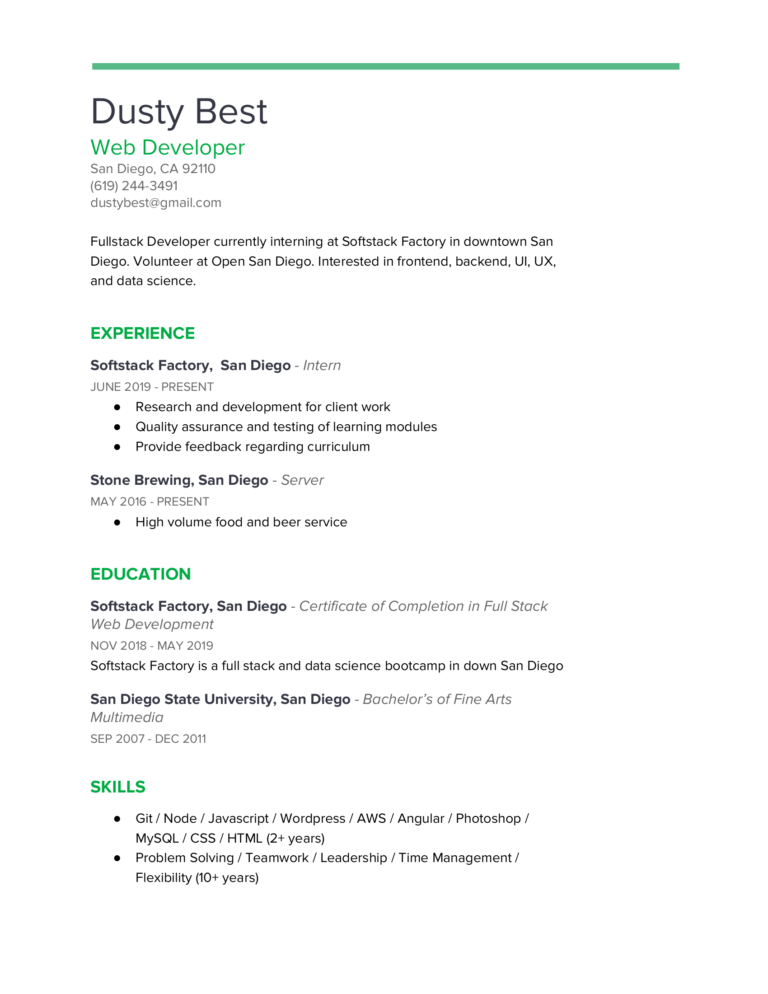 Dusty Best
Web Developer
San Diego, CA 92110
(619) 244-3491
dustybest@gmail.com
Fullstack Developer currently interning at Softstack Factory in downtown San
Diego. Volunteer at Open San Diego. Interested in frontend, backend, UI, UX,
and data science.
EXPERIENCE
Softstack Factory,  San Diego - Intern
JUNE 2019 - PRESENT
● Research and development for client work
● Quality assurance and testing of learning modules
● Provide feedback regarding curriculum
Stone Brewing, San Diego - Server
MAY 2016 - PRESENT
● High volume food and beer service
EDUCATION
Softstack Factory, San Diego - Certificate of Completion in Full Stack
Web Development
NOV 2018 - MAY 2019
Softstack Factory is a full stack and data science bootcamp in down San Diego
San Diego State University, San Diego - Bachelor’s of Fine Arts
Multimedia
SEP 2007 - DEC 2011
SKILLS
● Git / Node / Javascript / Wordpress / AWS / Angular / Photoshop /
MySQL / CSS / HTML (2+ years)
● Problem Solving / Teamwork / Leadership / Time Management /
Flexibility (10+ years)